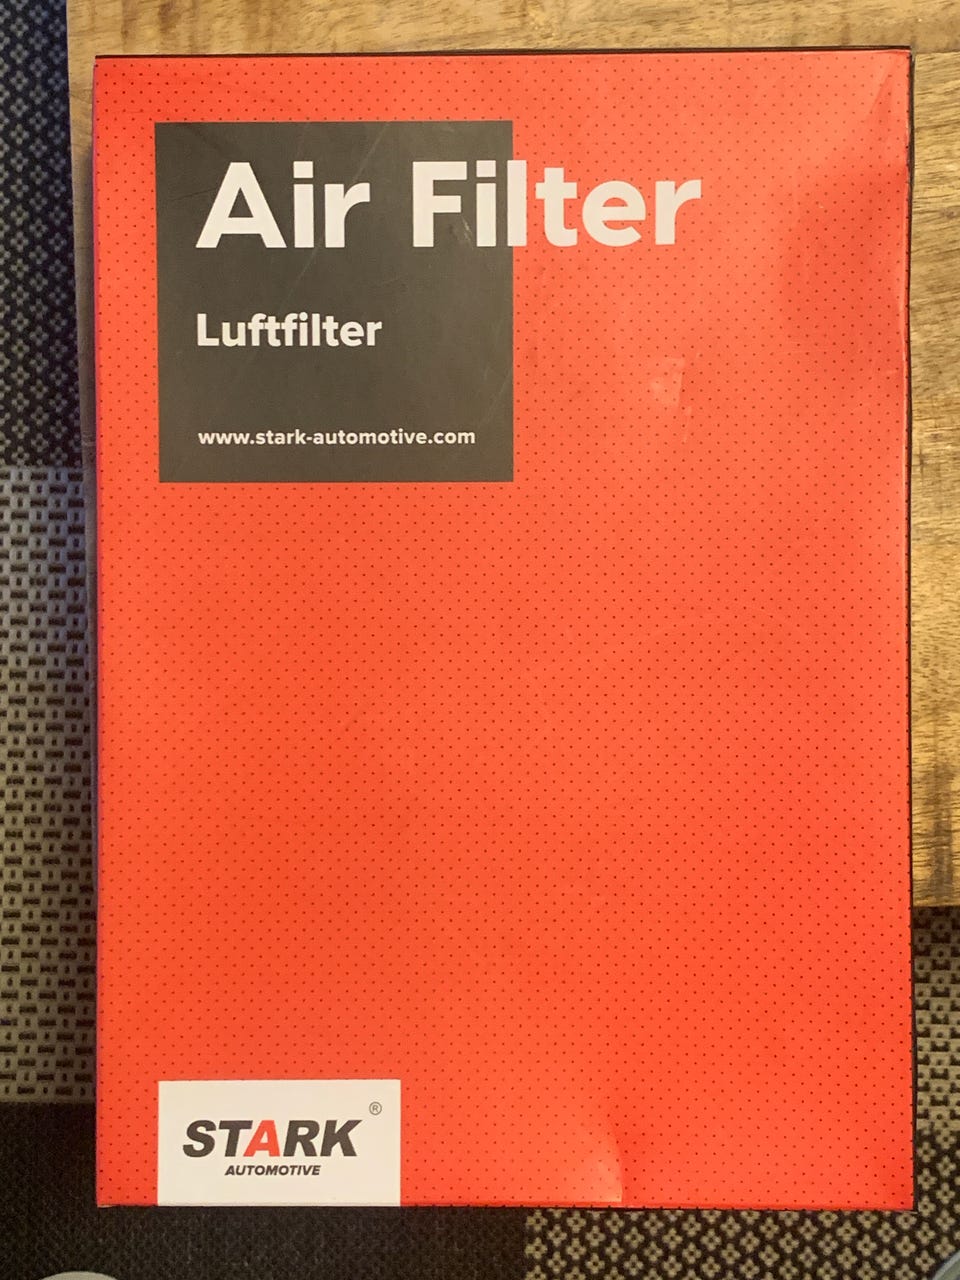 Air Filter
Luftfilter
www.stark-automotive.com
STARK ®
AUTOMOTIVE